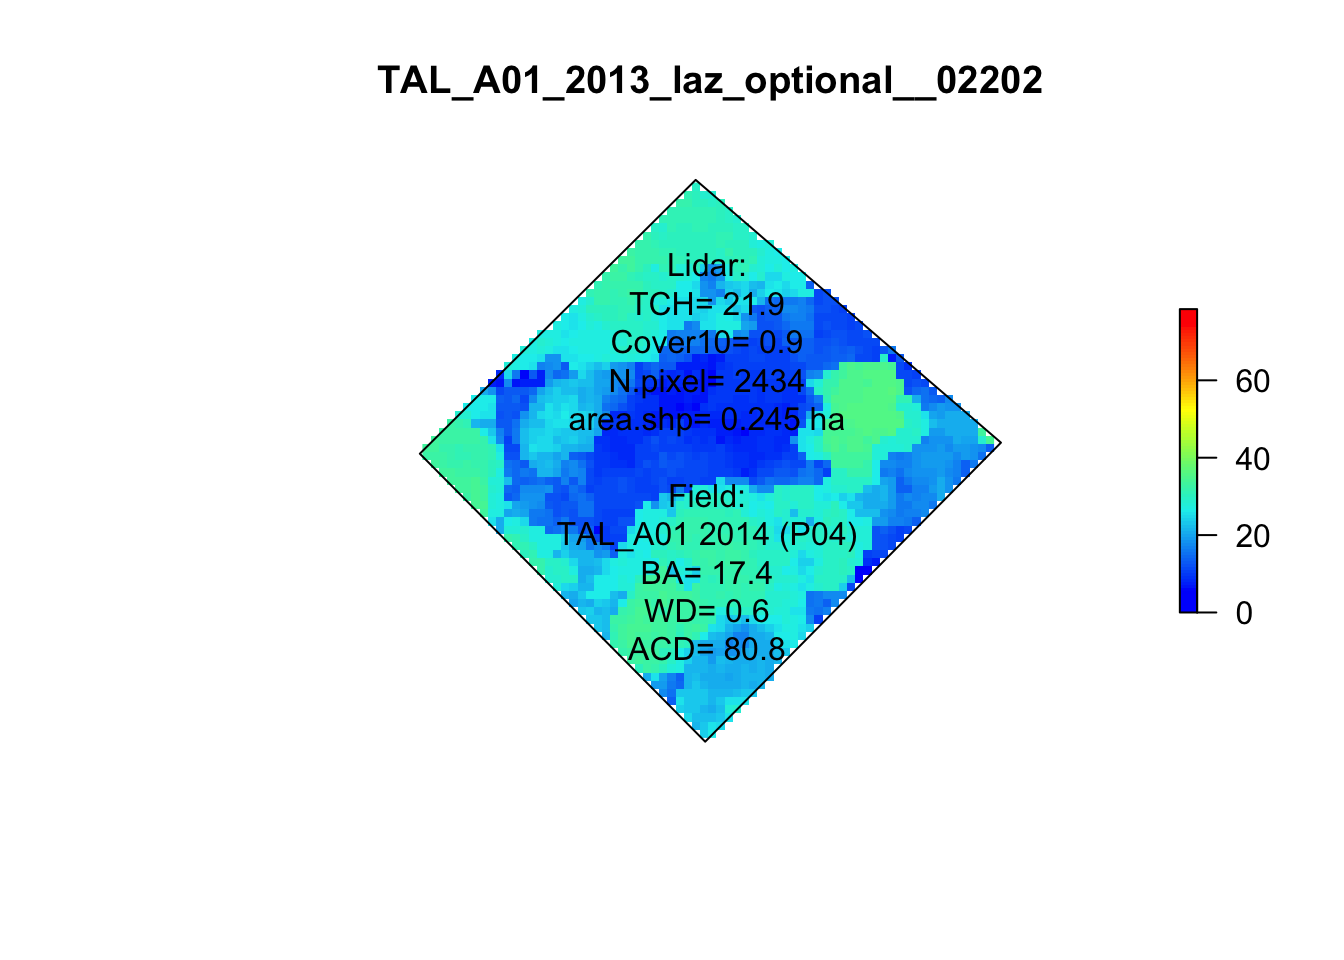 TAL_A01_2013_laz_optional__02202
Lidar:
TCH= 21.9
Cover10= 0.9
N.pixel= 2434
area.shp= 0.245 ha
Field:
TAL_A01 2014 (P04)
BA= 17.4
WD= 0.6
ACD= 80.8
60
40
20
0